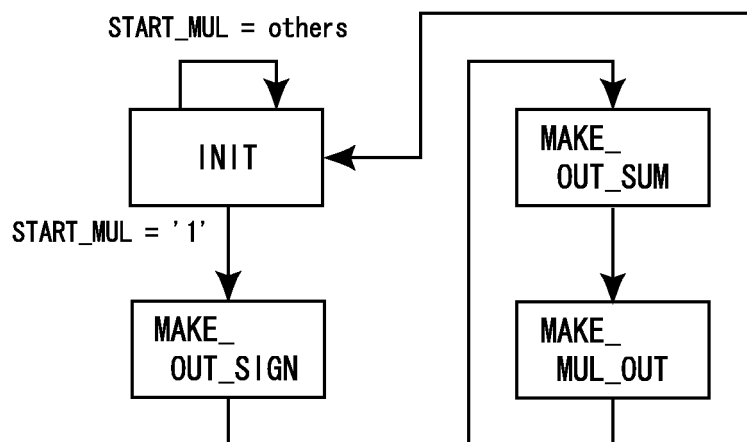 START_MUL = others
INIT
START_MUL = '1'
MAKE_
OUT_SIGN
MAKE_
OUT_SUM
MAKE_
MUL_OUT